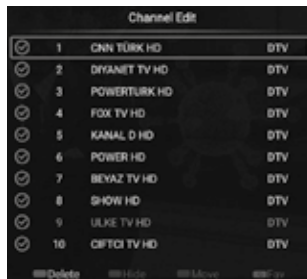 Channel Edit
1 CNN TÜRK HD DTV
2 DIYANET TV HD DTV
3 POWERTURK HD DTV
4 FOX TV HD DTV
5 KANAL D HD DTV
6 POWER HD DTV
7 BEYAZ TV HD DTV
8 SHOW HD DTV
9 ULKE TV HD DTV
10 CIFTCI TV HD DTV
Delete Hide Move Fav